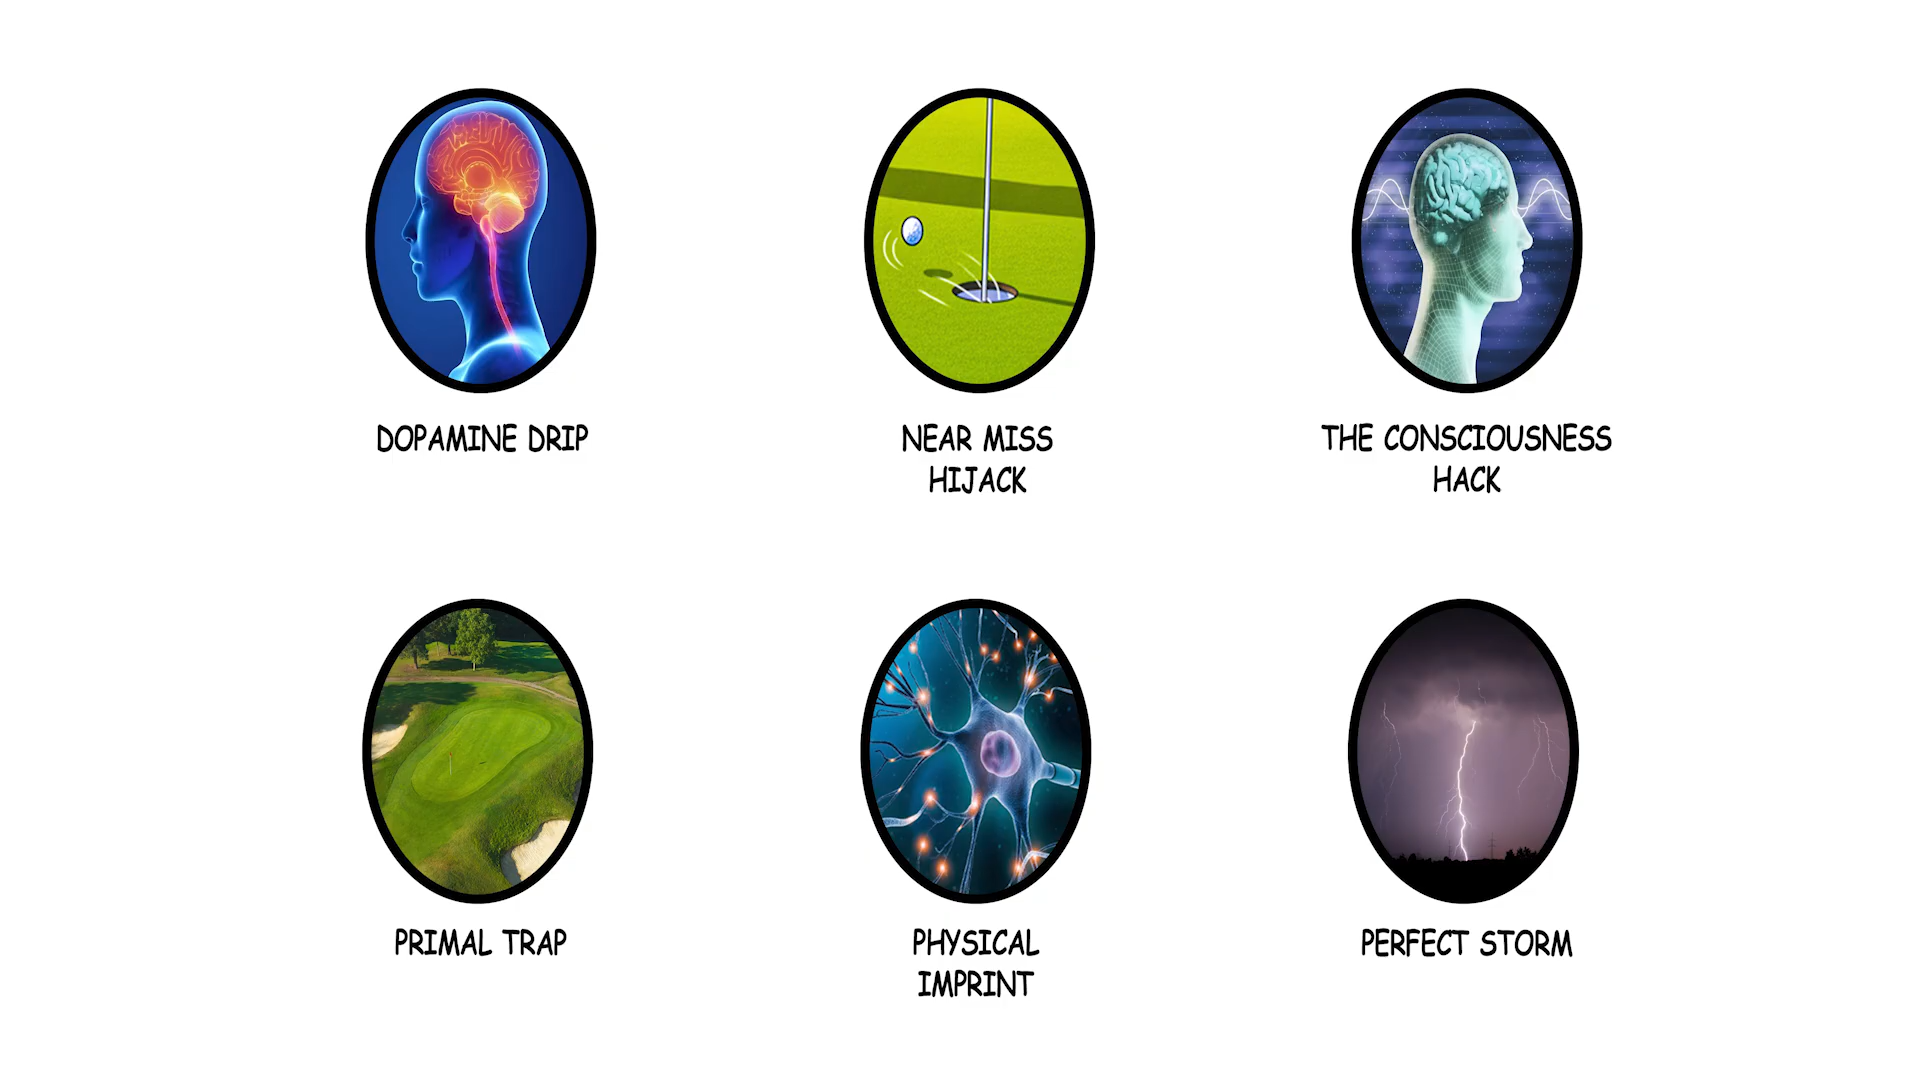 DOPAMINE DRIP
NEAR MISS
HIJACK
THE CONSCIOUSNESS
HACK
PRIMAL TRAP
PHYSICAL
IMPRINT
PERFECT STORM